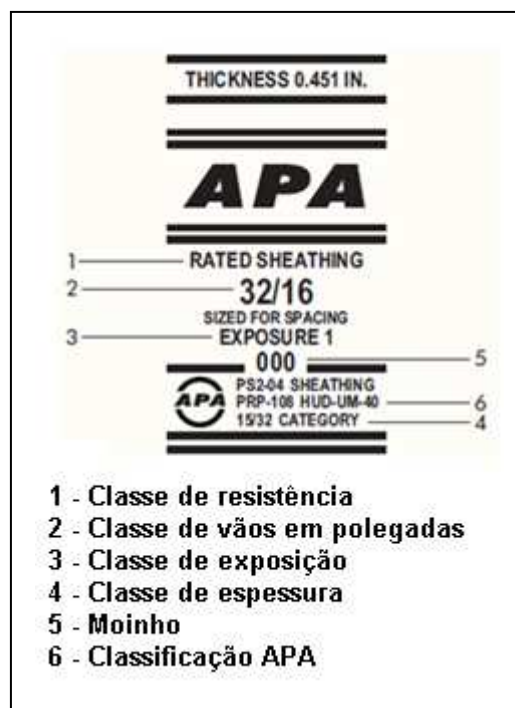 THICKNESS 0.451 IN.
APA
1 RATED SHEATHING
2 32/16
SIZED FOR SPACING
3 EXPOSURE 1
000 5
APA PS2-04 SHEATHING
PRP-108 HUD-UM-40 6
15/32 CATEGORY 4
1 - Classe de resistência
2 - Classe de vãos em polegadas
3 - Classe de exposição
4 - Classe de espessura
5 - Moinho
6 - Classificação APA